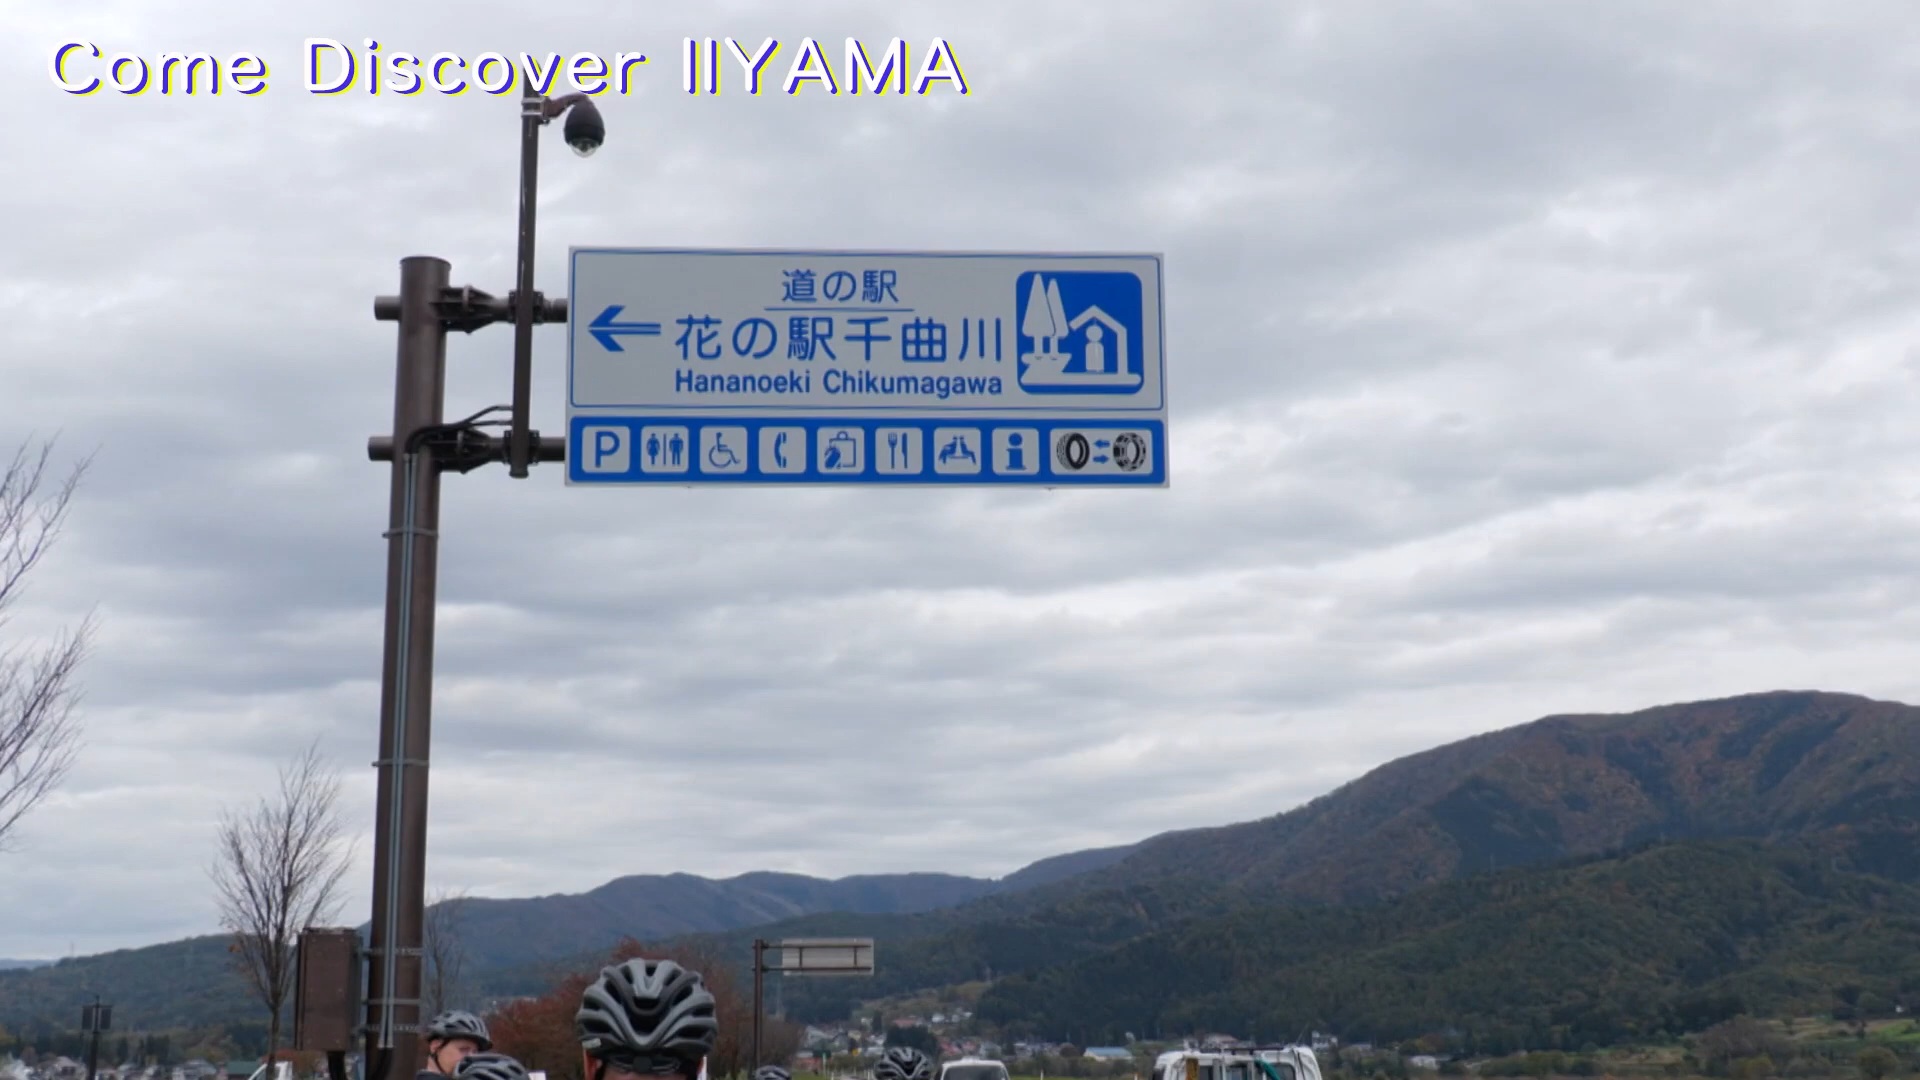 Come Discover IIYAMA
道の駅
花の駅千曲川
Hananoeki Chikumagawa
P